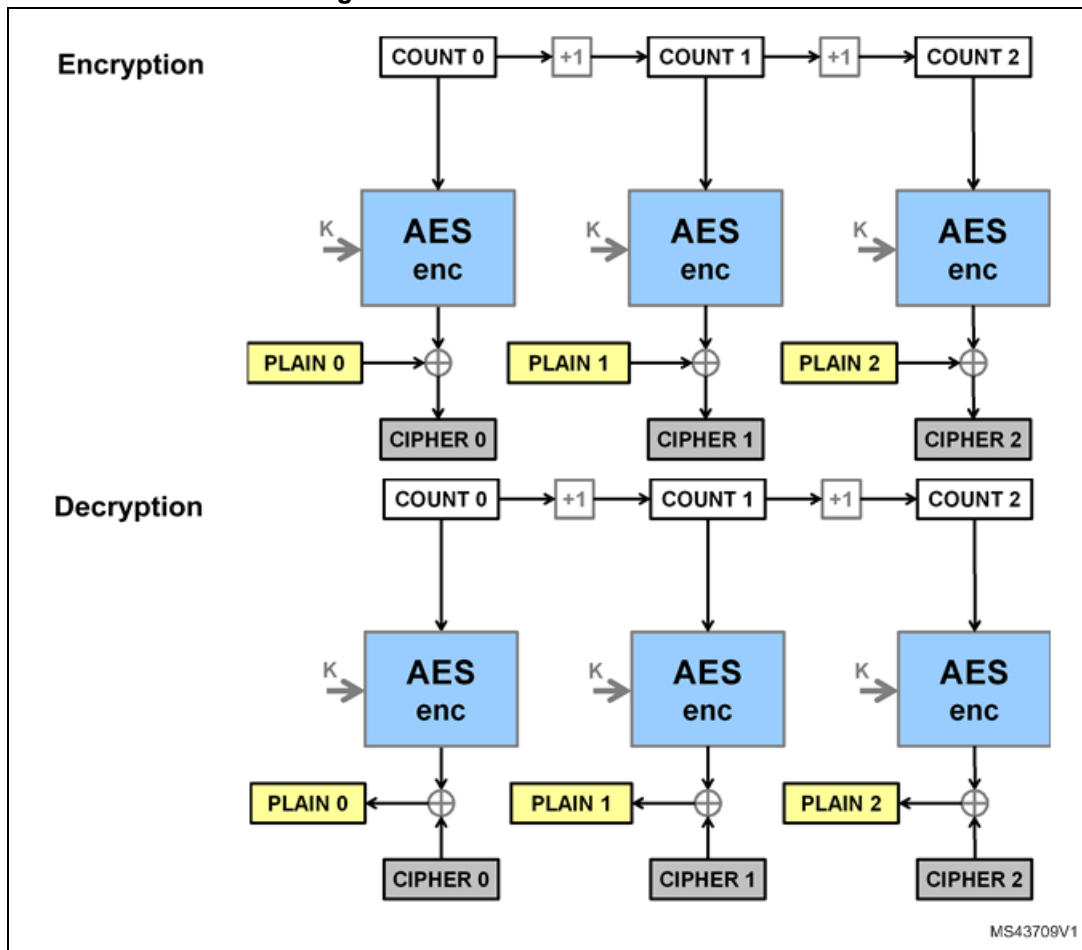 Encryption
COUNT 0 +1 COUNT 1 +1 COUNT 2
K AES enc K AES enc K AES enc
PLAIN 0 PLAIN 1 PLAIN 2
CIPHER 0 CIPHER 1 CIPHER 2
Decryption
COUNT 0 +1 COUNT 1 +1 COUNT 2
K AES enc K AES enc K AES enc
PLAIN 0 PLAIN 1 PLAIN 2
CIPHER 0 CIPHER 1 CIPHER 2
MS43709V1